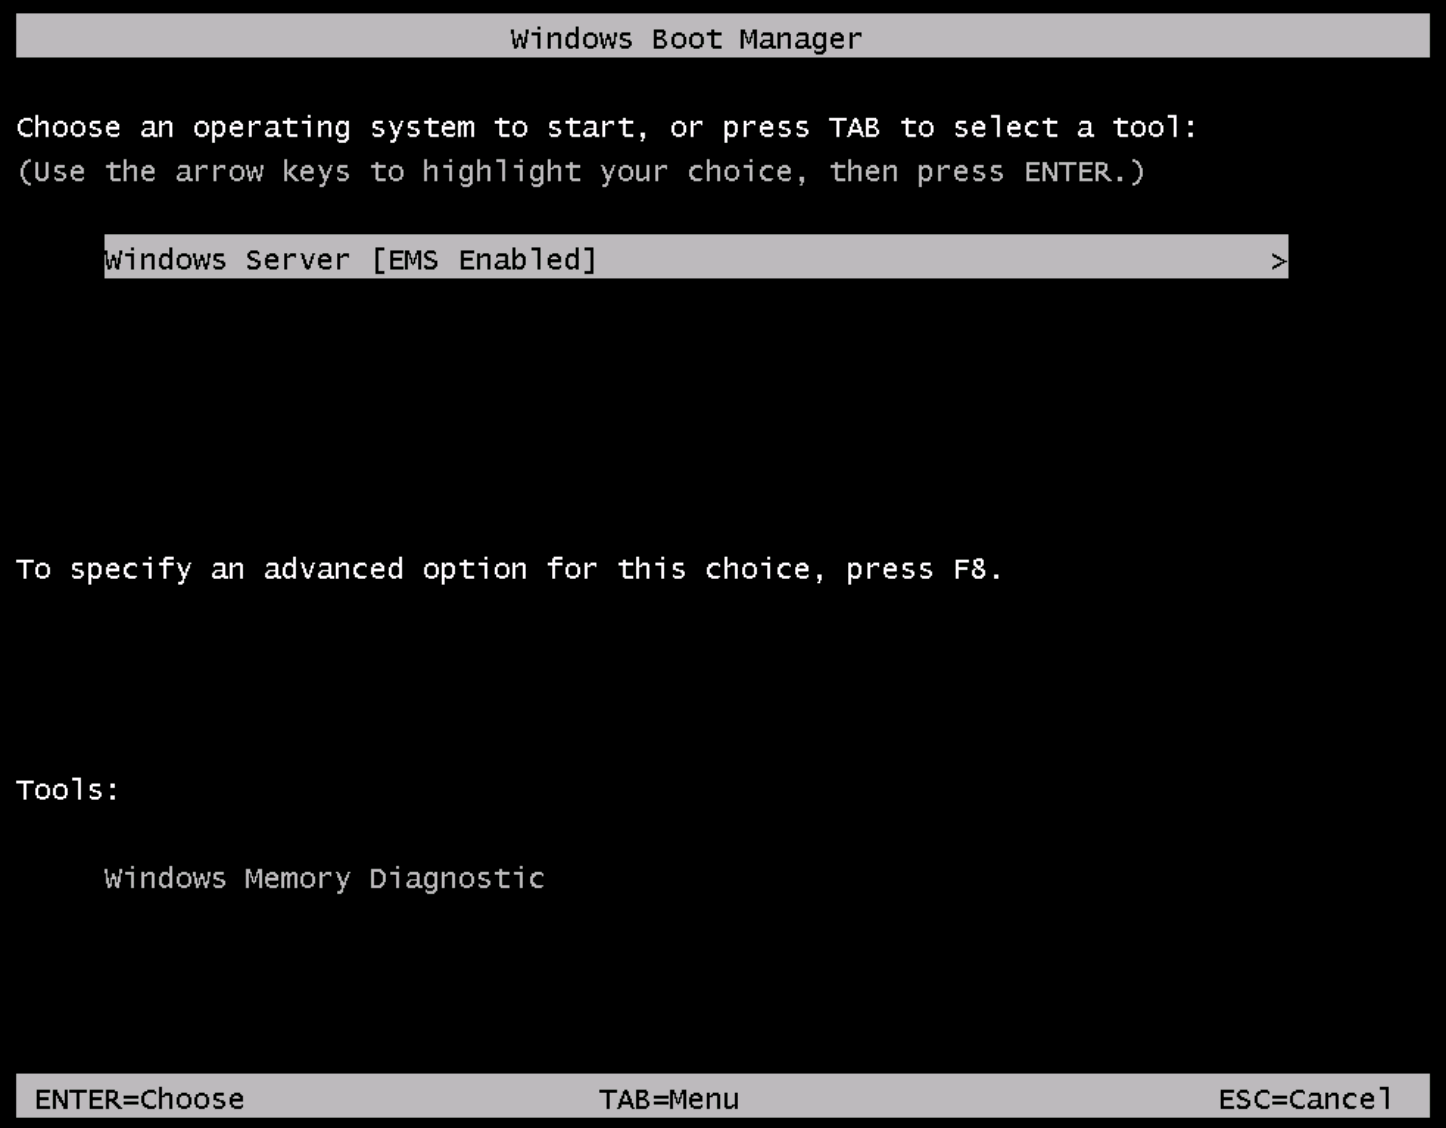 Windows Boot Manager
Choose an operating system to start, or press TAB to select a tool:
(Use the arrow keys to highlight your choice, then press ENTER.)
Windows Server [EMS Enabled] >
To specify an advanced option for this choice, press F8.
Tools:
Windows Memory Diagnostic
ENTER=Choose TAB=Menu ESC=Cancel